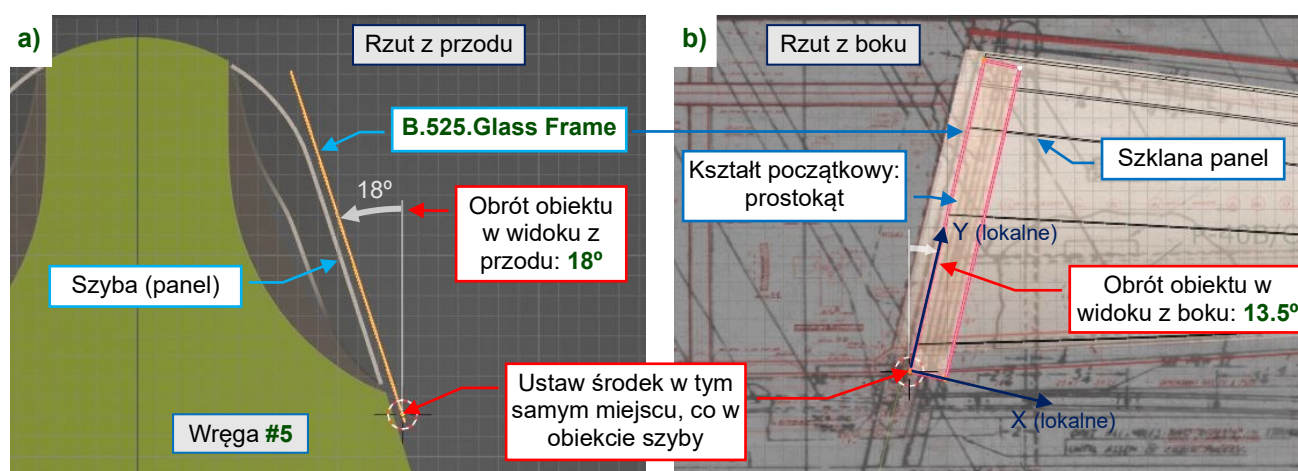 a)
Rzut z przodu
B.525.Glass Frame
18º
Obrót obiektu
w widoku z
przodu: 18º
Szyba (panel)
Ustaw środek w tym
samym miejscu, co w
obiekcie szyby
Wręga #5
b)
Rzut z boku
Szklana panel
Kształt początkowy:
prostokąt
Y (lokalne)
P-40B/C
Obrót obiektu w
widoku z boku: 13.5º
X (lokalne)